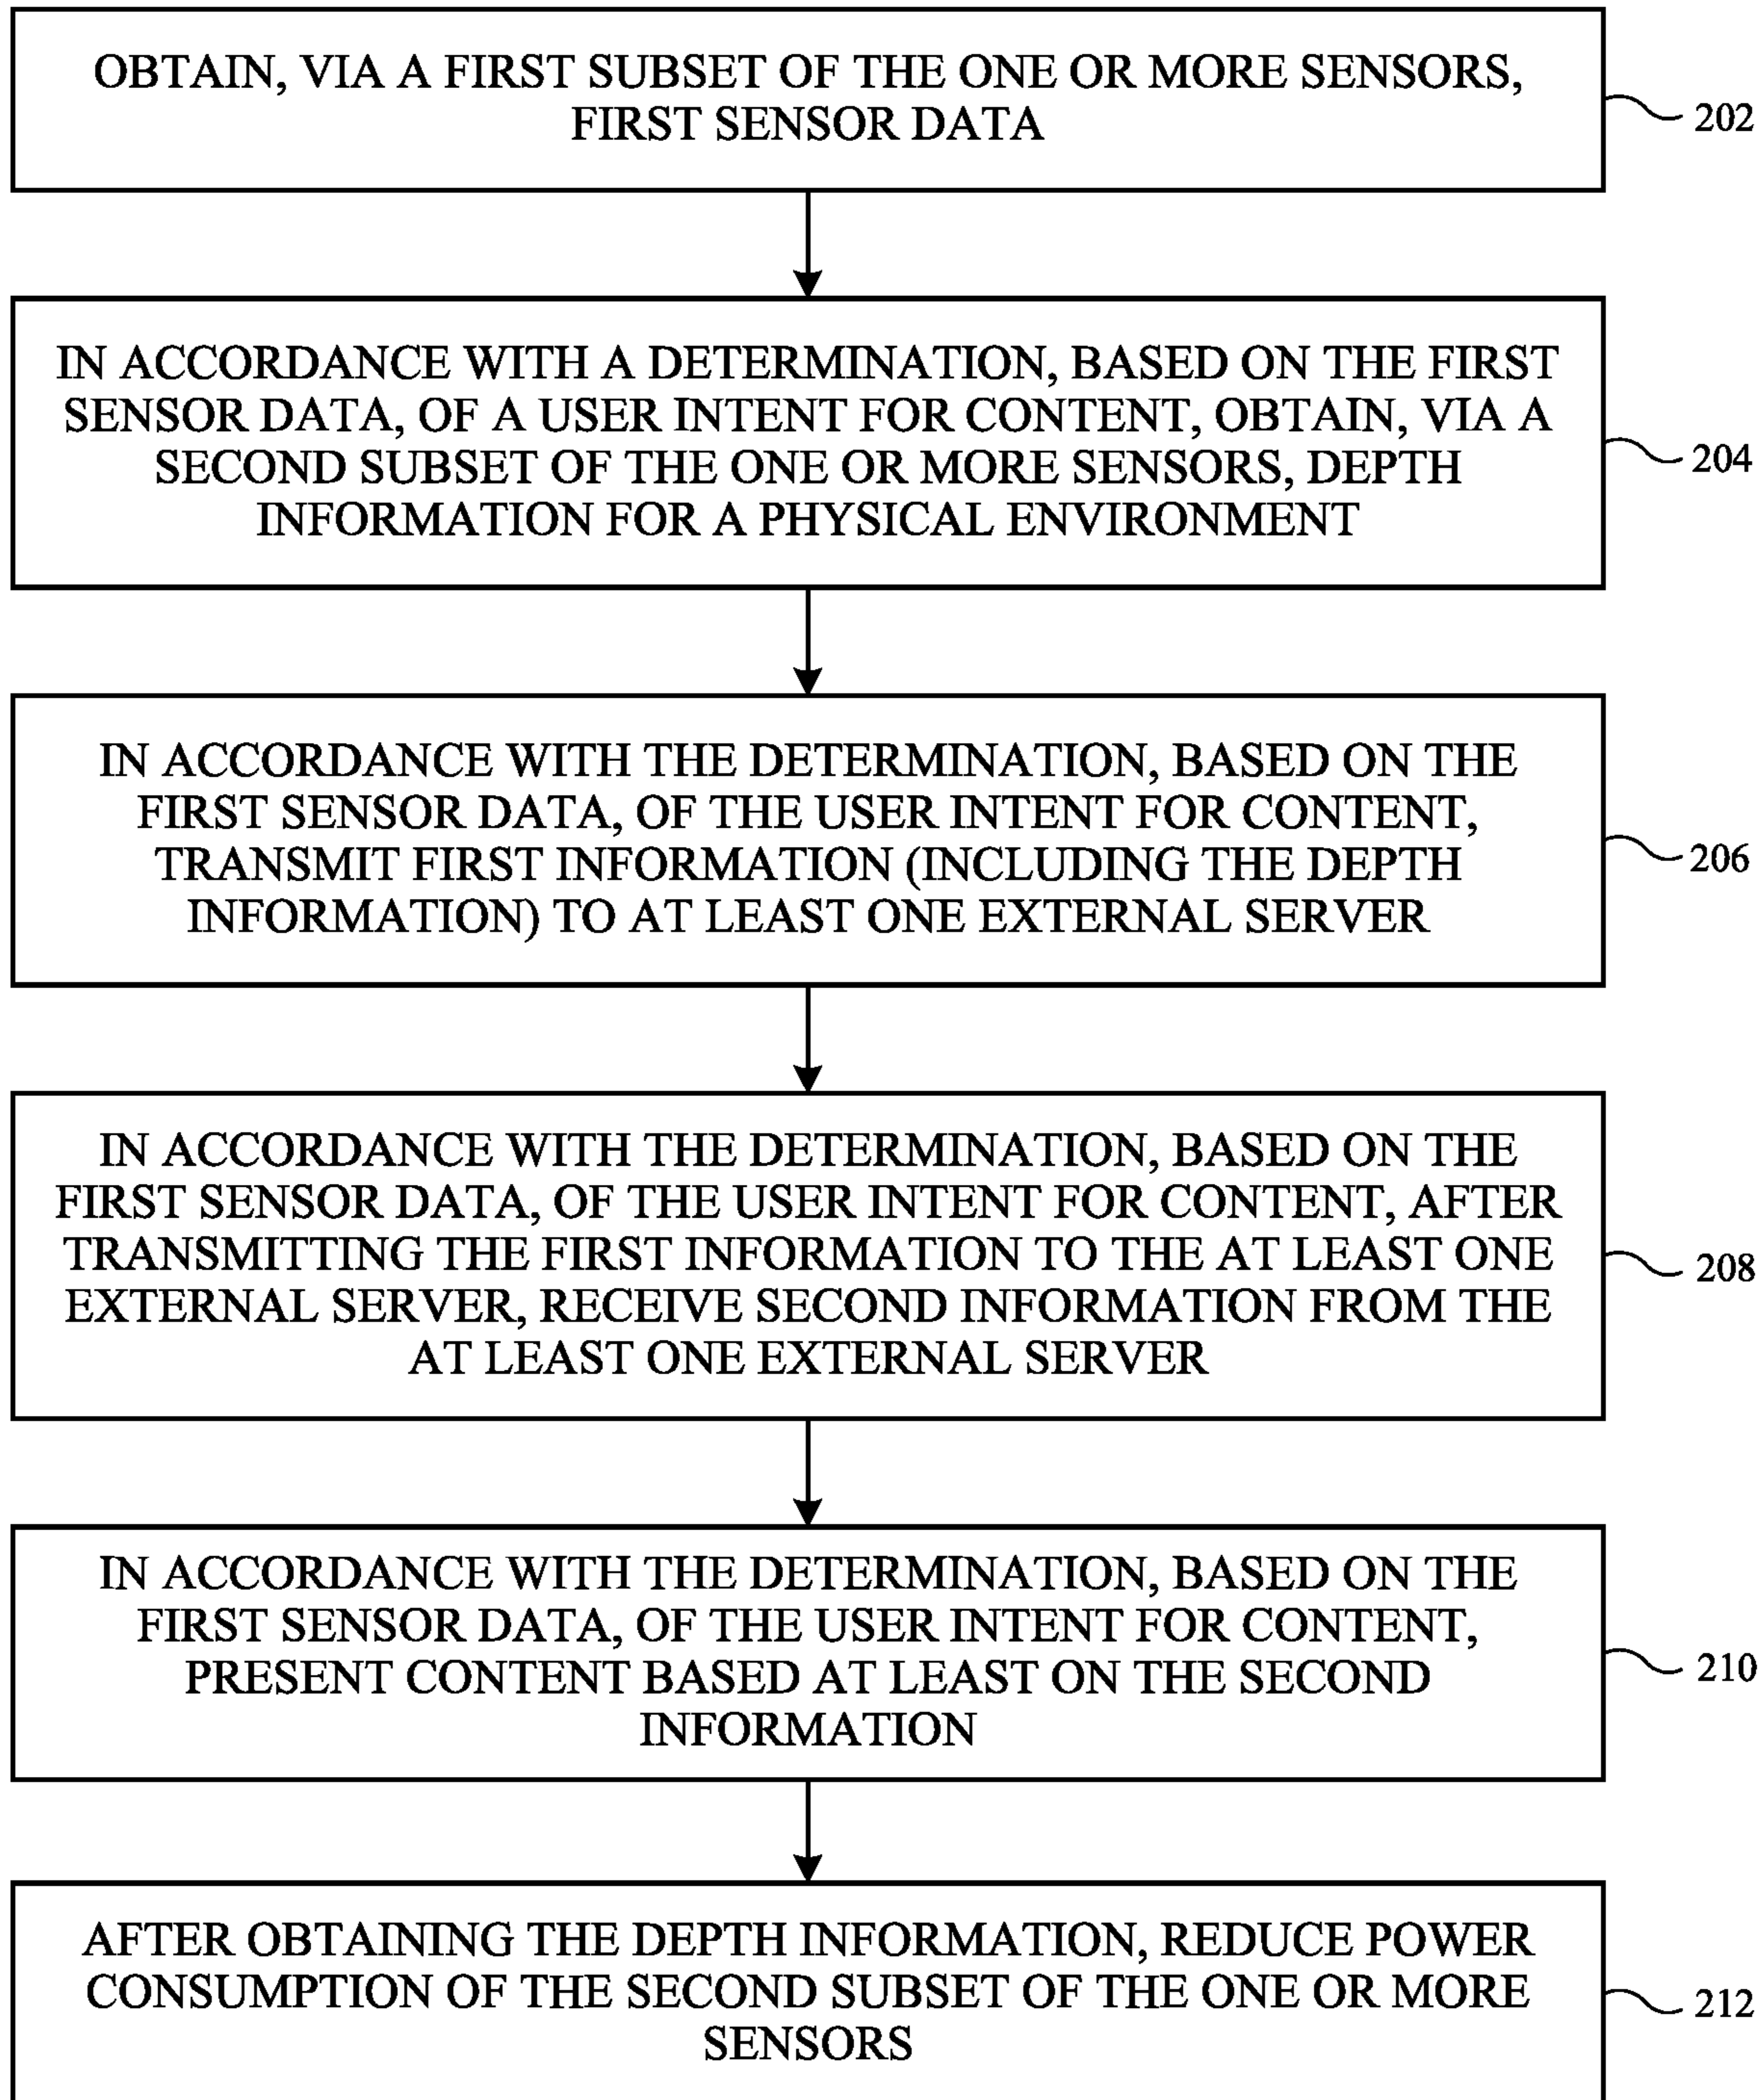 OBTAIN, VIA A FIRST SUBSET OF THE ONE OR MORE SENSORS,
FIRST SENSOR DATA
202
IN ACCORDANCE WITH A DETERMINATION, BASED ON THE FIRST
SENSOR DATA, OF A USER INTENT FOR CONTENT, OBTAIN, VIA A
SECOND SUBSET OF THE ONE OR MORE SENSORS, DEPTH
INFORMATION FOR A PHYSICAL ENVIRONMENT
204
IN ACCORDANCE WITH THE DETERMINATION, BASED ON THE
FIRST SENSOR DATA, OF THE USER INTENT FOR CONTENT,
TRANSMIT FIRST INFORMATION (INCLUDING THE DEPTH
INFORMATION) TO AT LEAST ONE EXTERNAL SERVER
206
IN ACCORDANCE WITH THE DETERMINATION, BASED ON THE
FIRST SENSOR DATA, OF THE USER INTENT FOR CONTENT, AFTER
TRANSMITTING THE FIRST INFORMATION TO THE AT LEAST ONE
EXTERNAL SERVER, RECEIVE SECOND INFORMATION FROM THE
AT LEAST ONE EXTERNAL SERVER
208
IN ACCORDANCE WITH THE DETERMINATION, BASED ON THE
FIRST SENSOR DATA, OF THE USER INTENT FOR CONTENT,
PRESENT CONTENT BASED AT LEAST ON THE SECOND
INFORMATION
210
AFTER OBTAINING THE DEPTH INFORMATION, REDUCE POWER
CONSUMPTION OF THE SECOND SUBSET OF THE ONE OR MORE
SENSORS
212